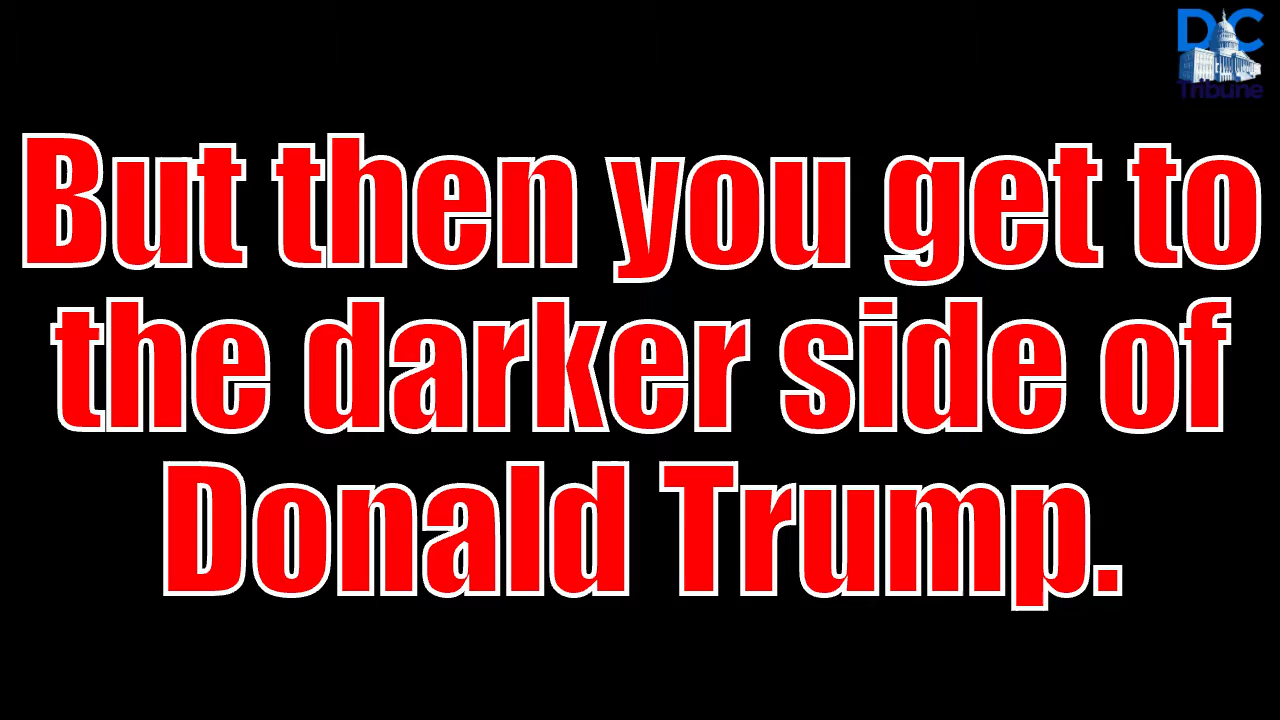 DC
Tribune
But then you get to
the darker side of
Donald Trump.